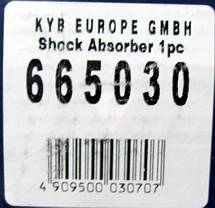 KYB EUROPE GMBH
Shock Absorber 1pc
665030
4 909500 030707